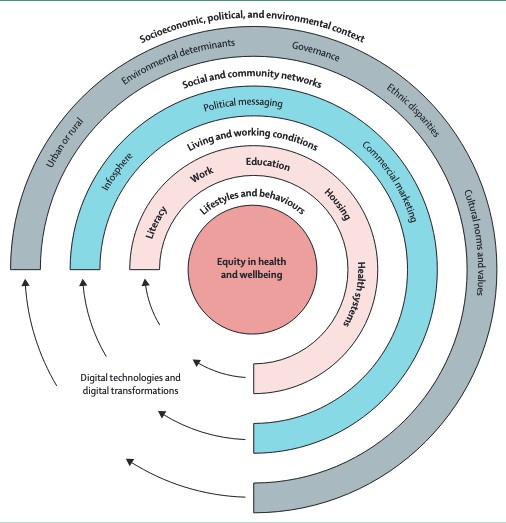 Socioeconomic, political, and environmental context
Urban or rural
Environmental determinants
Governance
Ethnic disparities
Cultural norms and values
Social and community networks
Infosphere
Political messaging
Commercial marketing
Living and working conditions
Literacy
Work
Education
Housing
Health systems
Lifestyles and behaviours
Equity in health
and wellbeing
Digital technologies and
digital transformations